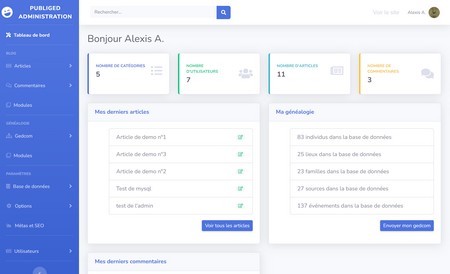 PUBLIGED
ADMINISTRATION
Tableau de bord
BLOG
Articles
Commentaires
Modules
GÉNÉALOGIE
Gedcom
Modules
PARAMÈTRES
Base de données
Options
Métas et SEO
Utilisateurs
Rechercher...
Voir le site
Alexis A.
Bonjour Alexis A.
NOMBRE DE CATÉGORIES
5
NOMBRE
D'UTILISATEURS
7
NOMBRE D'ARTICLES
11
NOMBRE DE
COMMENTAIRES
3
Mes derniers articles
Article de demo n°1
Article de demo n°3
Article de demo n°2
Test de mysql
test de l'admin
Voir tous les articles
Ma généalogie
83 individus dans la base de données
25 lieux dans la base de données
23 familles dans la base de données
27 sources dans la base de données
137 événements dans la base de données
Envoyer mon gedcom
Mes derniers commentaires